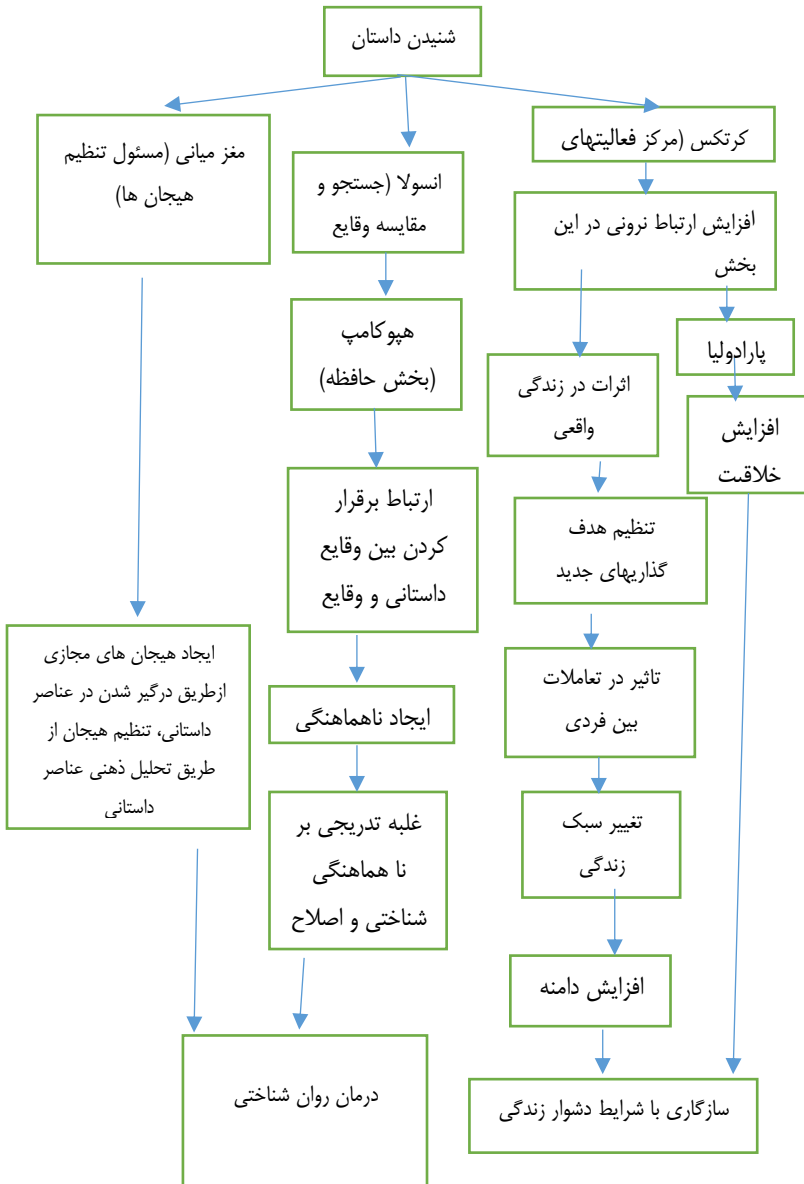 شنیدن داستان
کرتکس (مرکز فعالیتهای
افزایش ارتباط نرونی در این
بخش
پارادولیا
افزایش
خلاقیت
اثرات در زندگی
واقعی
تنظیم هدف
گذاریهای جدید
تاثیر در تعاملات
بین فردی
تغییر سبک
زندگی
افزایش دامنه
سازگاری با شرایط دشوار زندگی
انسولا (جستجو و
مقایسه وقایع
هپوکامپ
(بخش حافظه)
ارتباط برقرار
کردن بین وقایع
داستانی و وقایع
ایجاد ناهماهنگی
غلبه تدریجی بر
نا هماهنگی
شناختی و اصلاح
مغز میانی (مسئول تنظیم
هیجان ها)
ایجاد هیجان های مجازی
ازطریق درگیر شدن در عناصر
داستانی، تنظیم هیجان از
طریق تحلیل ذهنی عناصر
داستانی
درمان روان شناختی